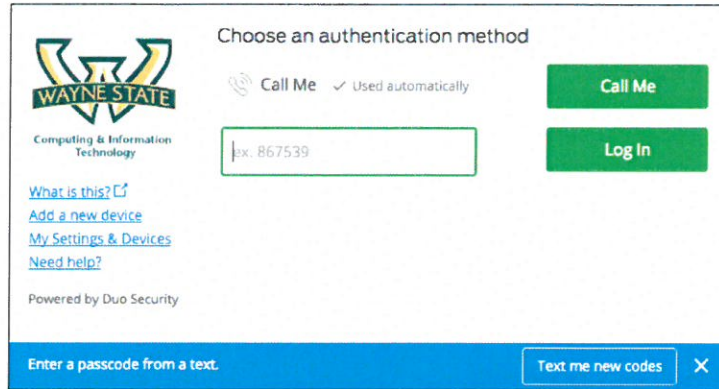 WAYNE STATE
Computing & Information
Technology
What is this?
Add a new device
My Settings & Devices
Need help?
Powered by Duo Security
Choose an authentication method
Call Me ✓ Used automatically
Call Me
ex. 867539
Log In
Enter a passcode from a text.
Text me new codes ×